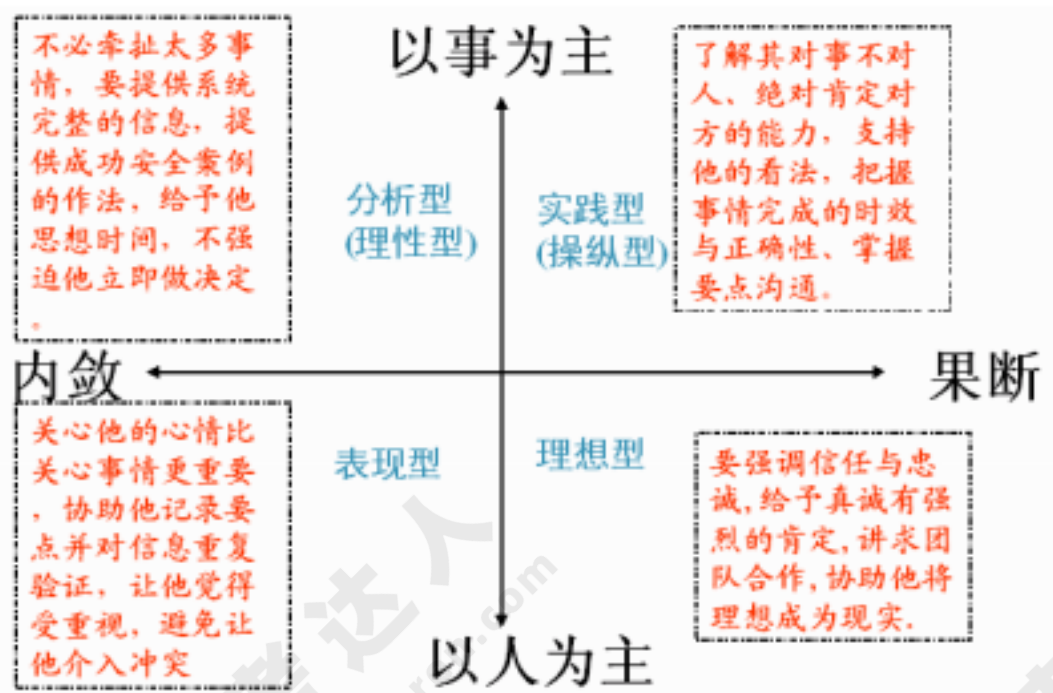 以事为主
不必牵扯太多事
情，要提供系统
完整的信息，提
供成功安全案例
的作法，给予他
思想时间，不强
迫他立即做决定
。
分析型
(理性型)
实践型
(操纵型)
了解其对事不对
人、绝对肯定对
方的能力，支持
他的看法，把握
事情完成的时效
与正确性、掌握
要点沟通。
内敛
果断
关心他的心情比
关心事情更重要
，协助他记录要
点并对信息重复
验证，让他觉得
受重视，避免让
他介入冲突
表现型
理想型
要强调信任与忠
诚,给予真诚有强
烈的肯定,讲求团
队合作,协助他将
理想成为现实.
以人为主